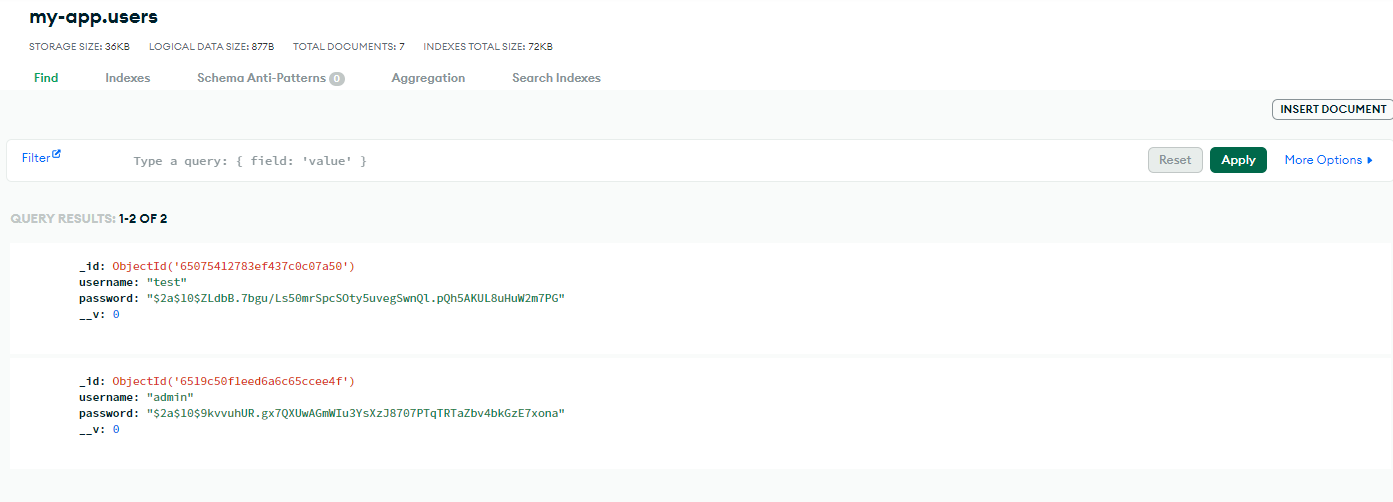 my-app.users
STORAGE SIZE: 36KB LOGICAL DATA SIZE: 877B TOTAL DOCUMENTS: 7 INDEXES TOTAL SIZE: 72KB
Find Indexes Schema Anti-Patterns 0 Aggregation Search Indexes
INSERT DOCUMENT
Filter Type a query: { field: 'value' } Reset Apply More Options
QUERY RESULTS: 1-2 OF 2
_id: ObjectId('65075412783ef437c0c07a50')
username: "test"
password: "$2a$10$ZLdbB.7bgu/Ls50mrSpcSOty5uvegSwnQl.pQh5AKUL8uHuW2m7PG"
__v: 0
_id: ObjectId('6519c50f1eed6a6c65ccee4f')
username: "admin"
password: "$2a$10$9kvvuhUR.gx7QXUwAGmWIu3YsXzJ8707PTqTRTaZbv4bkGzE7xona"
__v: 0